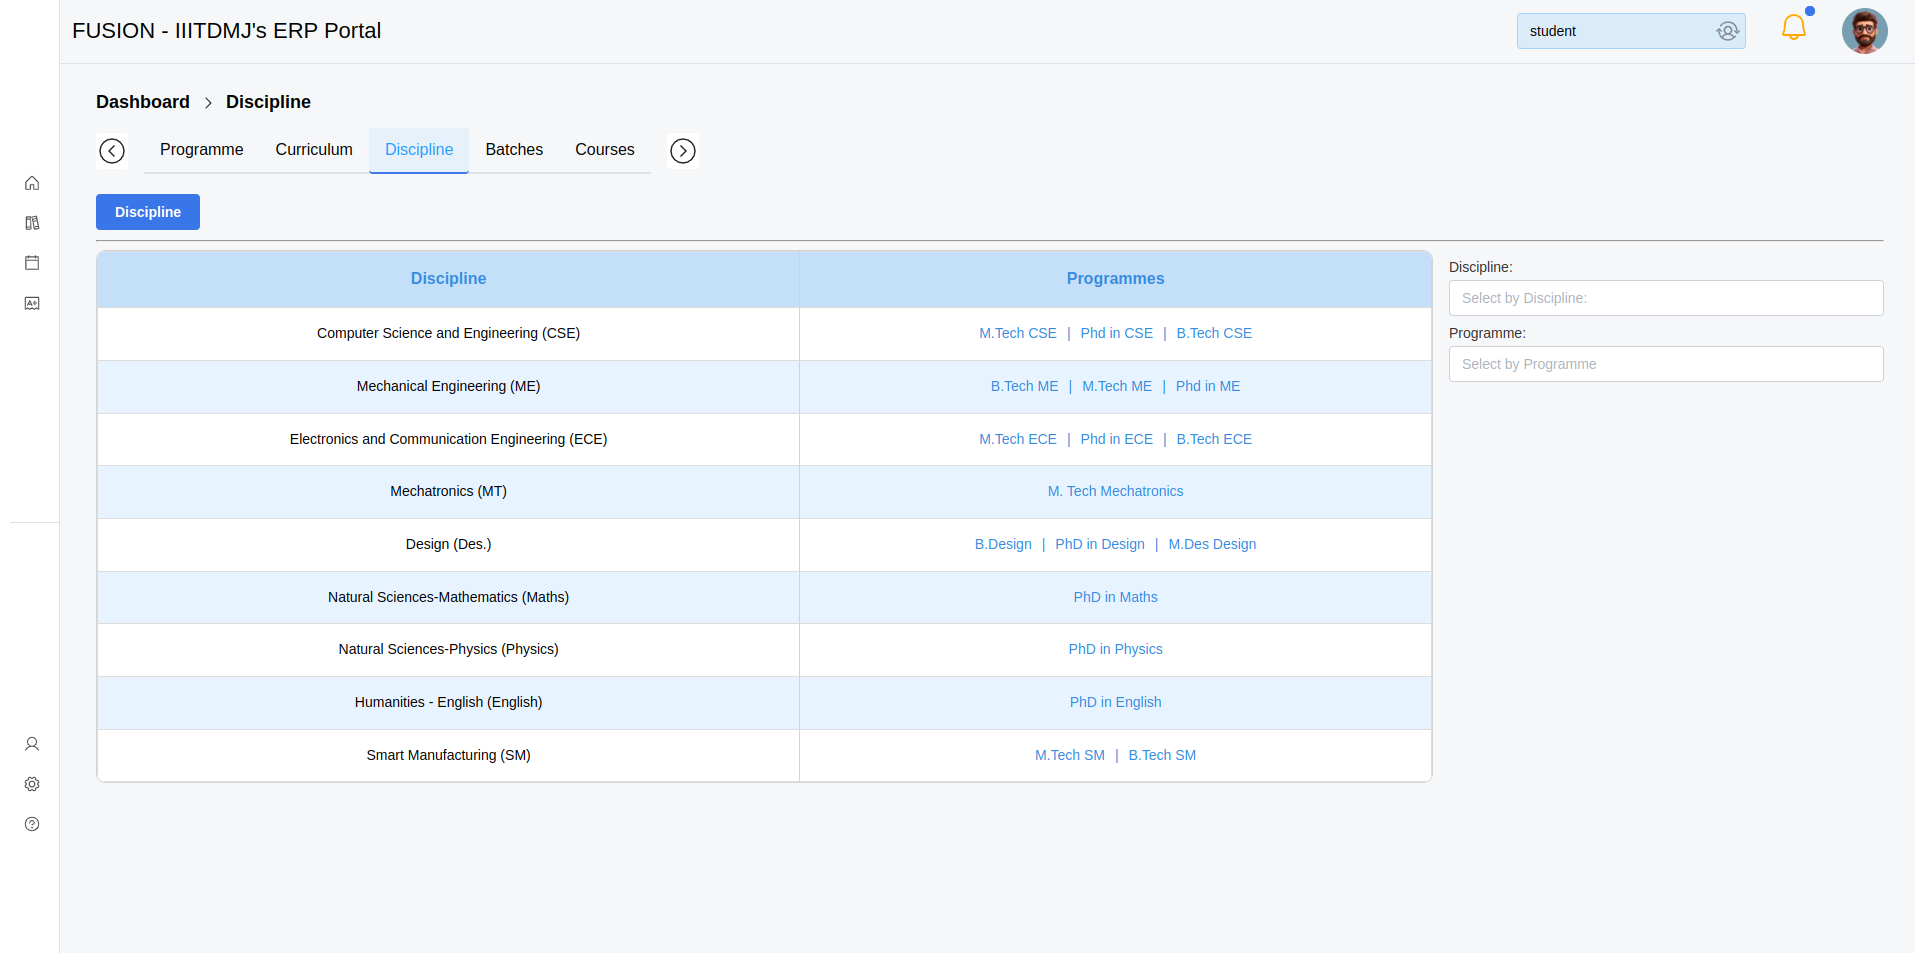 FUSION - IIITDMJ's ERP Portal
student
Dashboard > Discipline
Programme Curriculum Discipline Batches Courses
Discipline
Discipline Programmes
Computer Science and Engineering (CSE) M.Tech CSE | Phd in CSE | B.Tech CSE
Mechanical Engineering (ME) B.Tech ME | M.Tech ME | Phd in ME
Electronics and Communication Engineering (ECE) M.Tech ECE | Phd in ECE | B.Tech ECE
Mechatronics (MT) M. Tech Mechatronics
Design (Des.) B.Design | PhD in Design | M.Des Design
Natural Sciences-Mathematics (Maths) PhD in Maths
Natural Sciences-Physics (Physics) PhD in Physics
Humanities - English (English) PhD in English
Smart Manufacturing (SM) M.Tech SM | B.Tech SM
Discipline:
Select by Discipline:
Programme:
Select by Programme